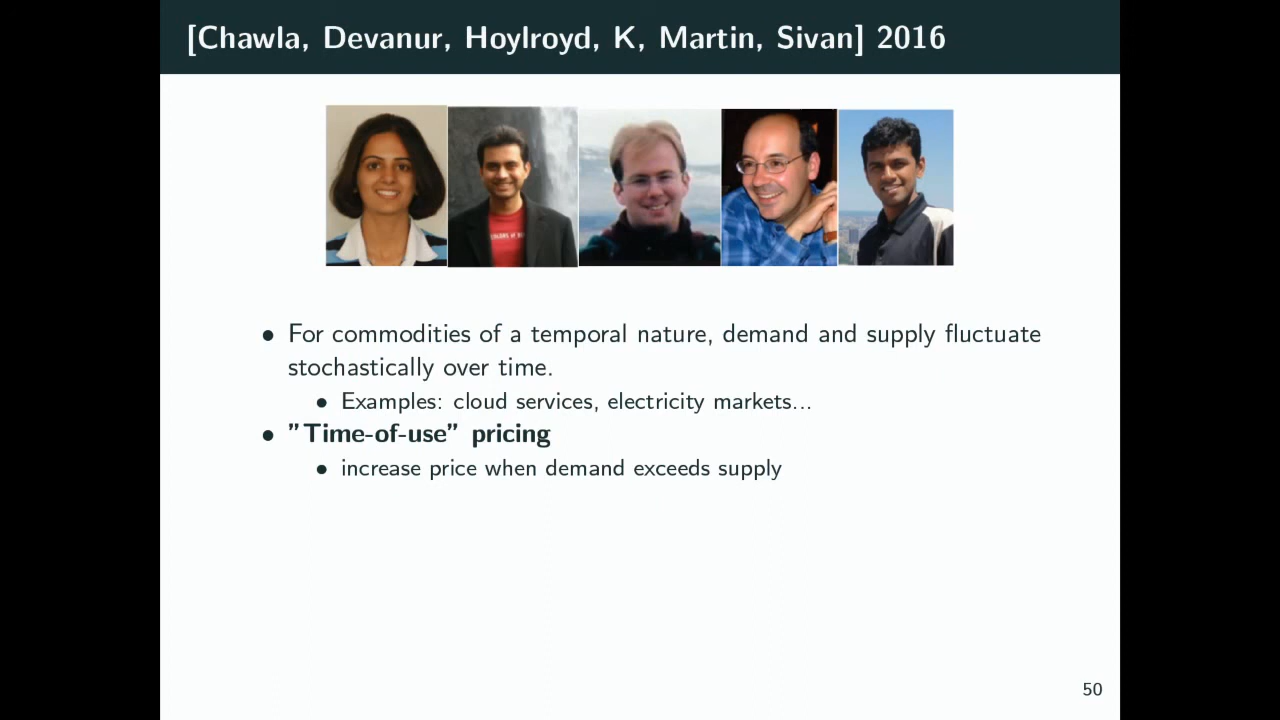 [Chawla, Devanur, Hoylroyd, K, Martin, Sivan] 2016
• For commodities of a temporal nature, demand and supply fluctuate
stochastically over time.
• Examples: cloud services, electricity markets...
• ”Time-of-use” pricing
• increase price when demand exceeds supply
50